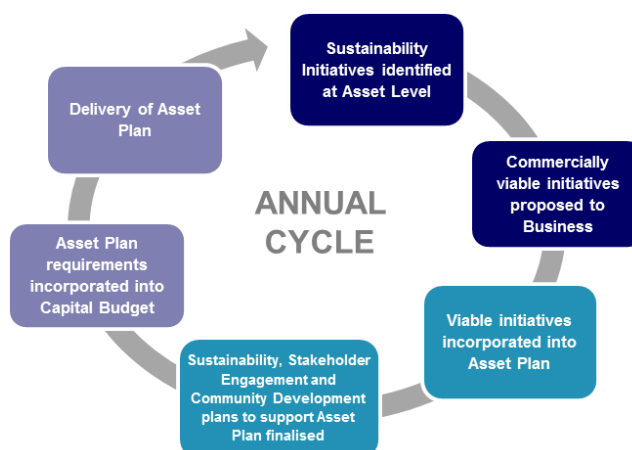 Sustainability
Initiatives identified
at Asset Level
Commercially
viable initiatives
proposed to
Business
Viable initiatives
incorporated into
Asset Plan
Sustainability, Stakeholder
Engagement and
Community Development
plans to support Asset
Plan finalised
Asset Plan
requirements
incorporated into
Capital Budget
Delivery of Asset
Plan
ANNUAL
CYCLE